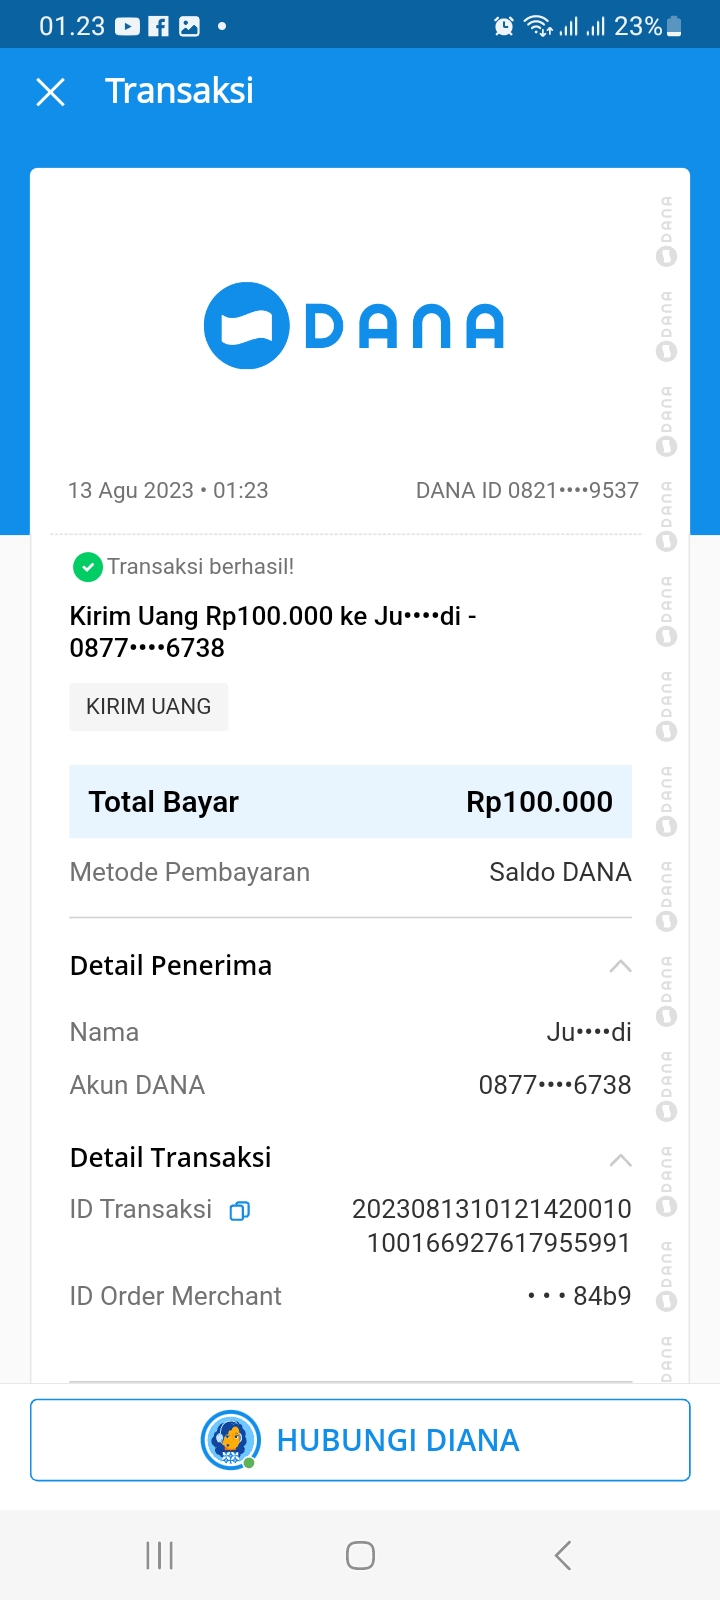 01.23 23%
Transaksi
DANA
13 Agu 2023 • 01:23 DANA ID 0821••••9537
Transaksi berhasil!
Kirim Uang Rp100.000 ke Ju••••di -
0877••••6738
KIRIM UANG
Total Bayar Rp100.000
Metode Pembayaran Saldo DANA
Detail Penerima
Nama Ju••••di
Akun DANA 0877••••6738
Detail Transaksi
ID Transaksi 2023081310121420010
100166927617955991
ID Order Merchant • • • 84b9
HUBUNGI DIANA
DANA
DANA
DANA
DANA
DANA
DANA
DANA
DANA
DANA
DANA
DANA
DANA
DANA